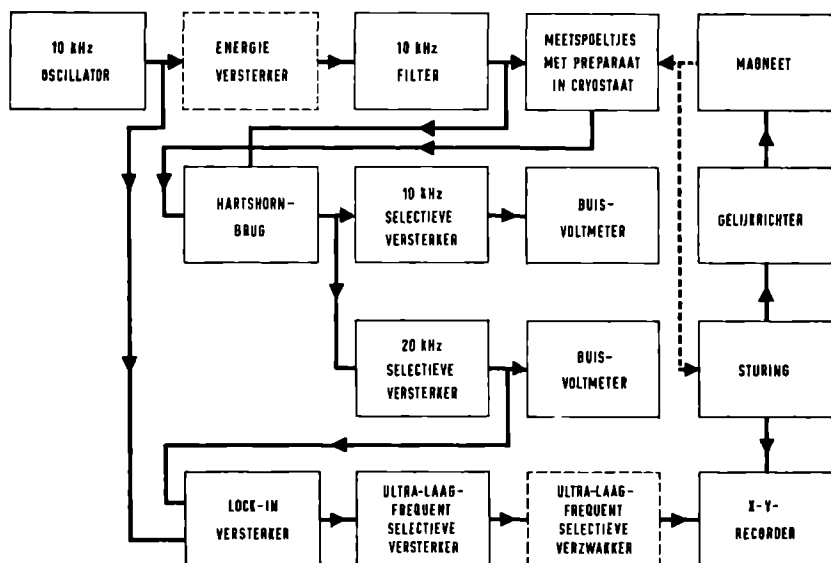 10 kHz
OSCILLATOR
ENERGIE
VERSTERKER
10 kHz
FILTER
MEETSPOELTJES
MET PREPARAAT
IN CRYOSTAAT
MAGNEET
HARTSHORN-
BRUG
10 kHz
SELECTIEVE
VERSTERKER
BUIS-
VOLTMETER
GELIJKRICHTER
20 kHz
SELECTIEVE
VERSTERKER
BUIS-
VOLTMETER
STURING
LOCK-IN
VERSTERKER
ULTRA-LAAG-
FREQUENT
SELECTIEVE
VERSTERKER
ULTRA-LAAG-
FREQUENT
SELECTIEVE
VERZWAKKER
X-Y-
RECORDER